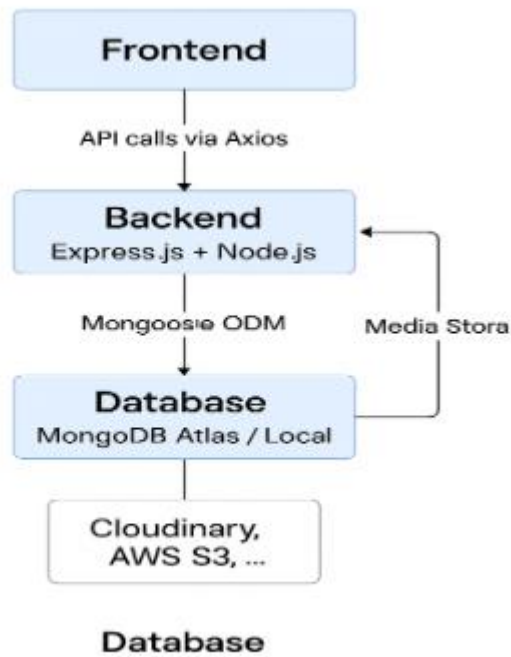 Frontend
API calls via Axios
Backend
Express.js + Node.js
Mongoosıe ODM
Media Stora
Database
MongoDB Atlas / Local
Cloudinary,
AWS S3, ...
Database